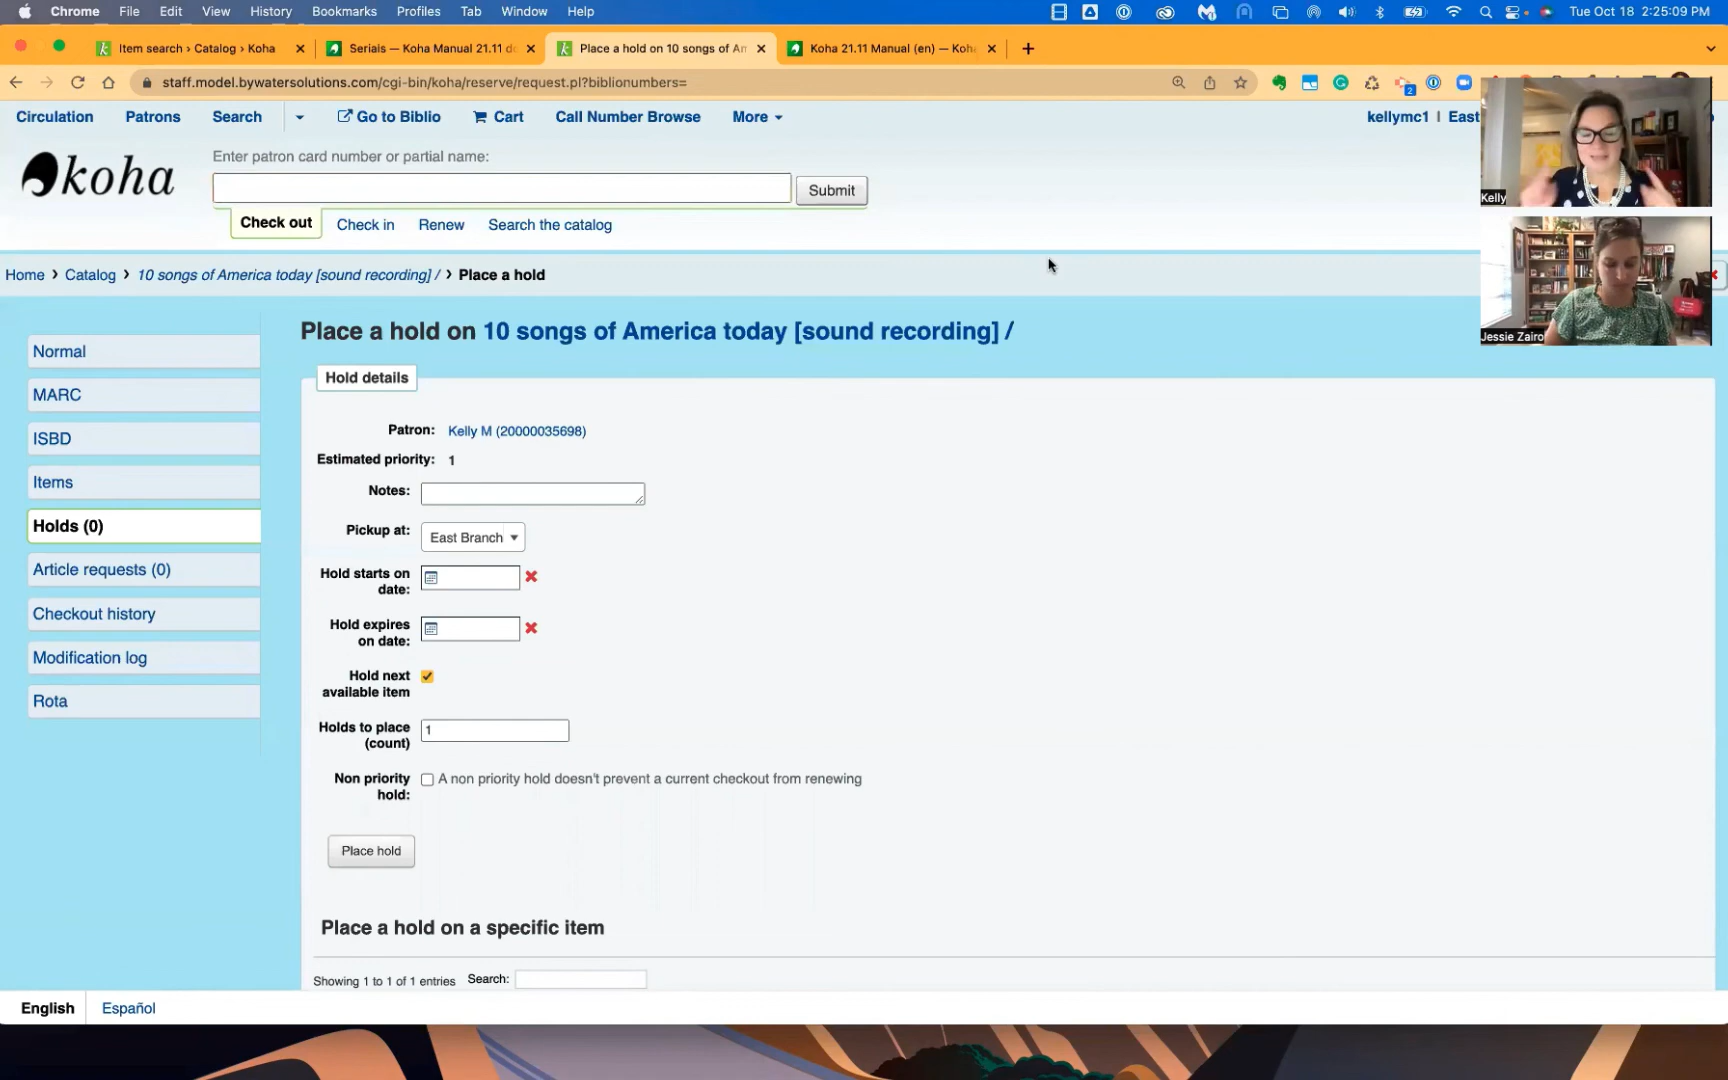 Chrome File Edit View History Bookmarks Profiles Tab Window Help Tue Oct 18 2:25:09 PM
Item search › Catalog › Koha Serials — Koha Manual 21.11 Place a hold on 10 songs of Koha 21.11 Manual (en) —
staff.model.bywatersolutions.com/cgi-bin/koha/reserve/request.pl?biblionumbers=
2
Circulation Patrons Search Go to Biblio Cart Call Number Browse More kellymc1 | East
koha
Enter patron card number or partial name:
Submit
Check out Check in Renew Search the catalog
Kelly
Home › Catalog › 10 songs of America today [sound recording] / › Place a hold
Jessie Zairo
Place a hold on 10 songs of America today [sound recording] /
Normal
MARC
ISBD
Items
Holds (0)
Article requests (0)
Checkout history
Modification log
Rota
Hold details
Patron: Kelly M (20000035698)
Estimated priority: 1
Notes:
Pickup at: East Branch
Hold starts on date:
Hold expires on date:
Hold next available item
Holds to place (count) 1
Non priority hold: A non priority hold doesn't prevent a current checkout from renewing
Place hold
Place a hold on a specific item
Showing 1 to 1 of 1 entries Search:
English Español